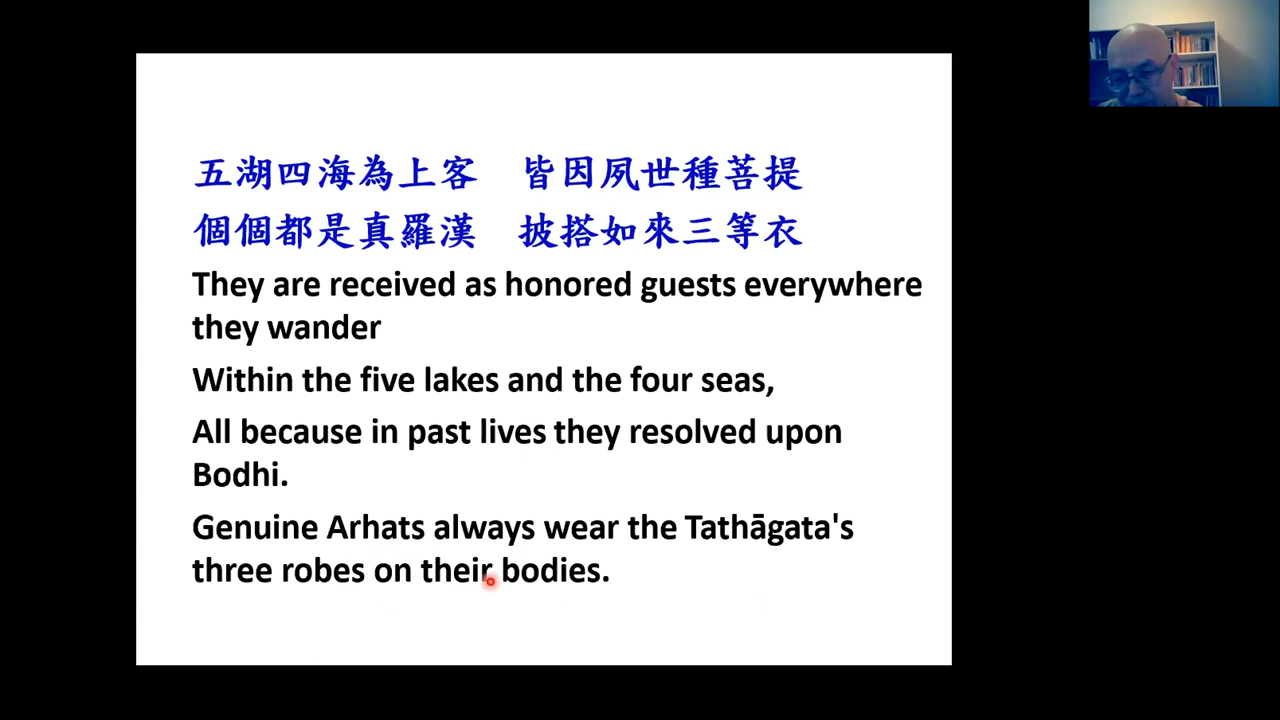 五湖四海為上客 皆因夙世種菩提
個個都是真羅漢 披搭如來三等衣
They are received as honored guests everywhere
they wander
Within the five lakes and the four seas,
All because in past lives they resolved upon
Bodhi.
Genuine Arhats always wear the Tathāgata's
three robes on their bodies.